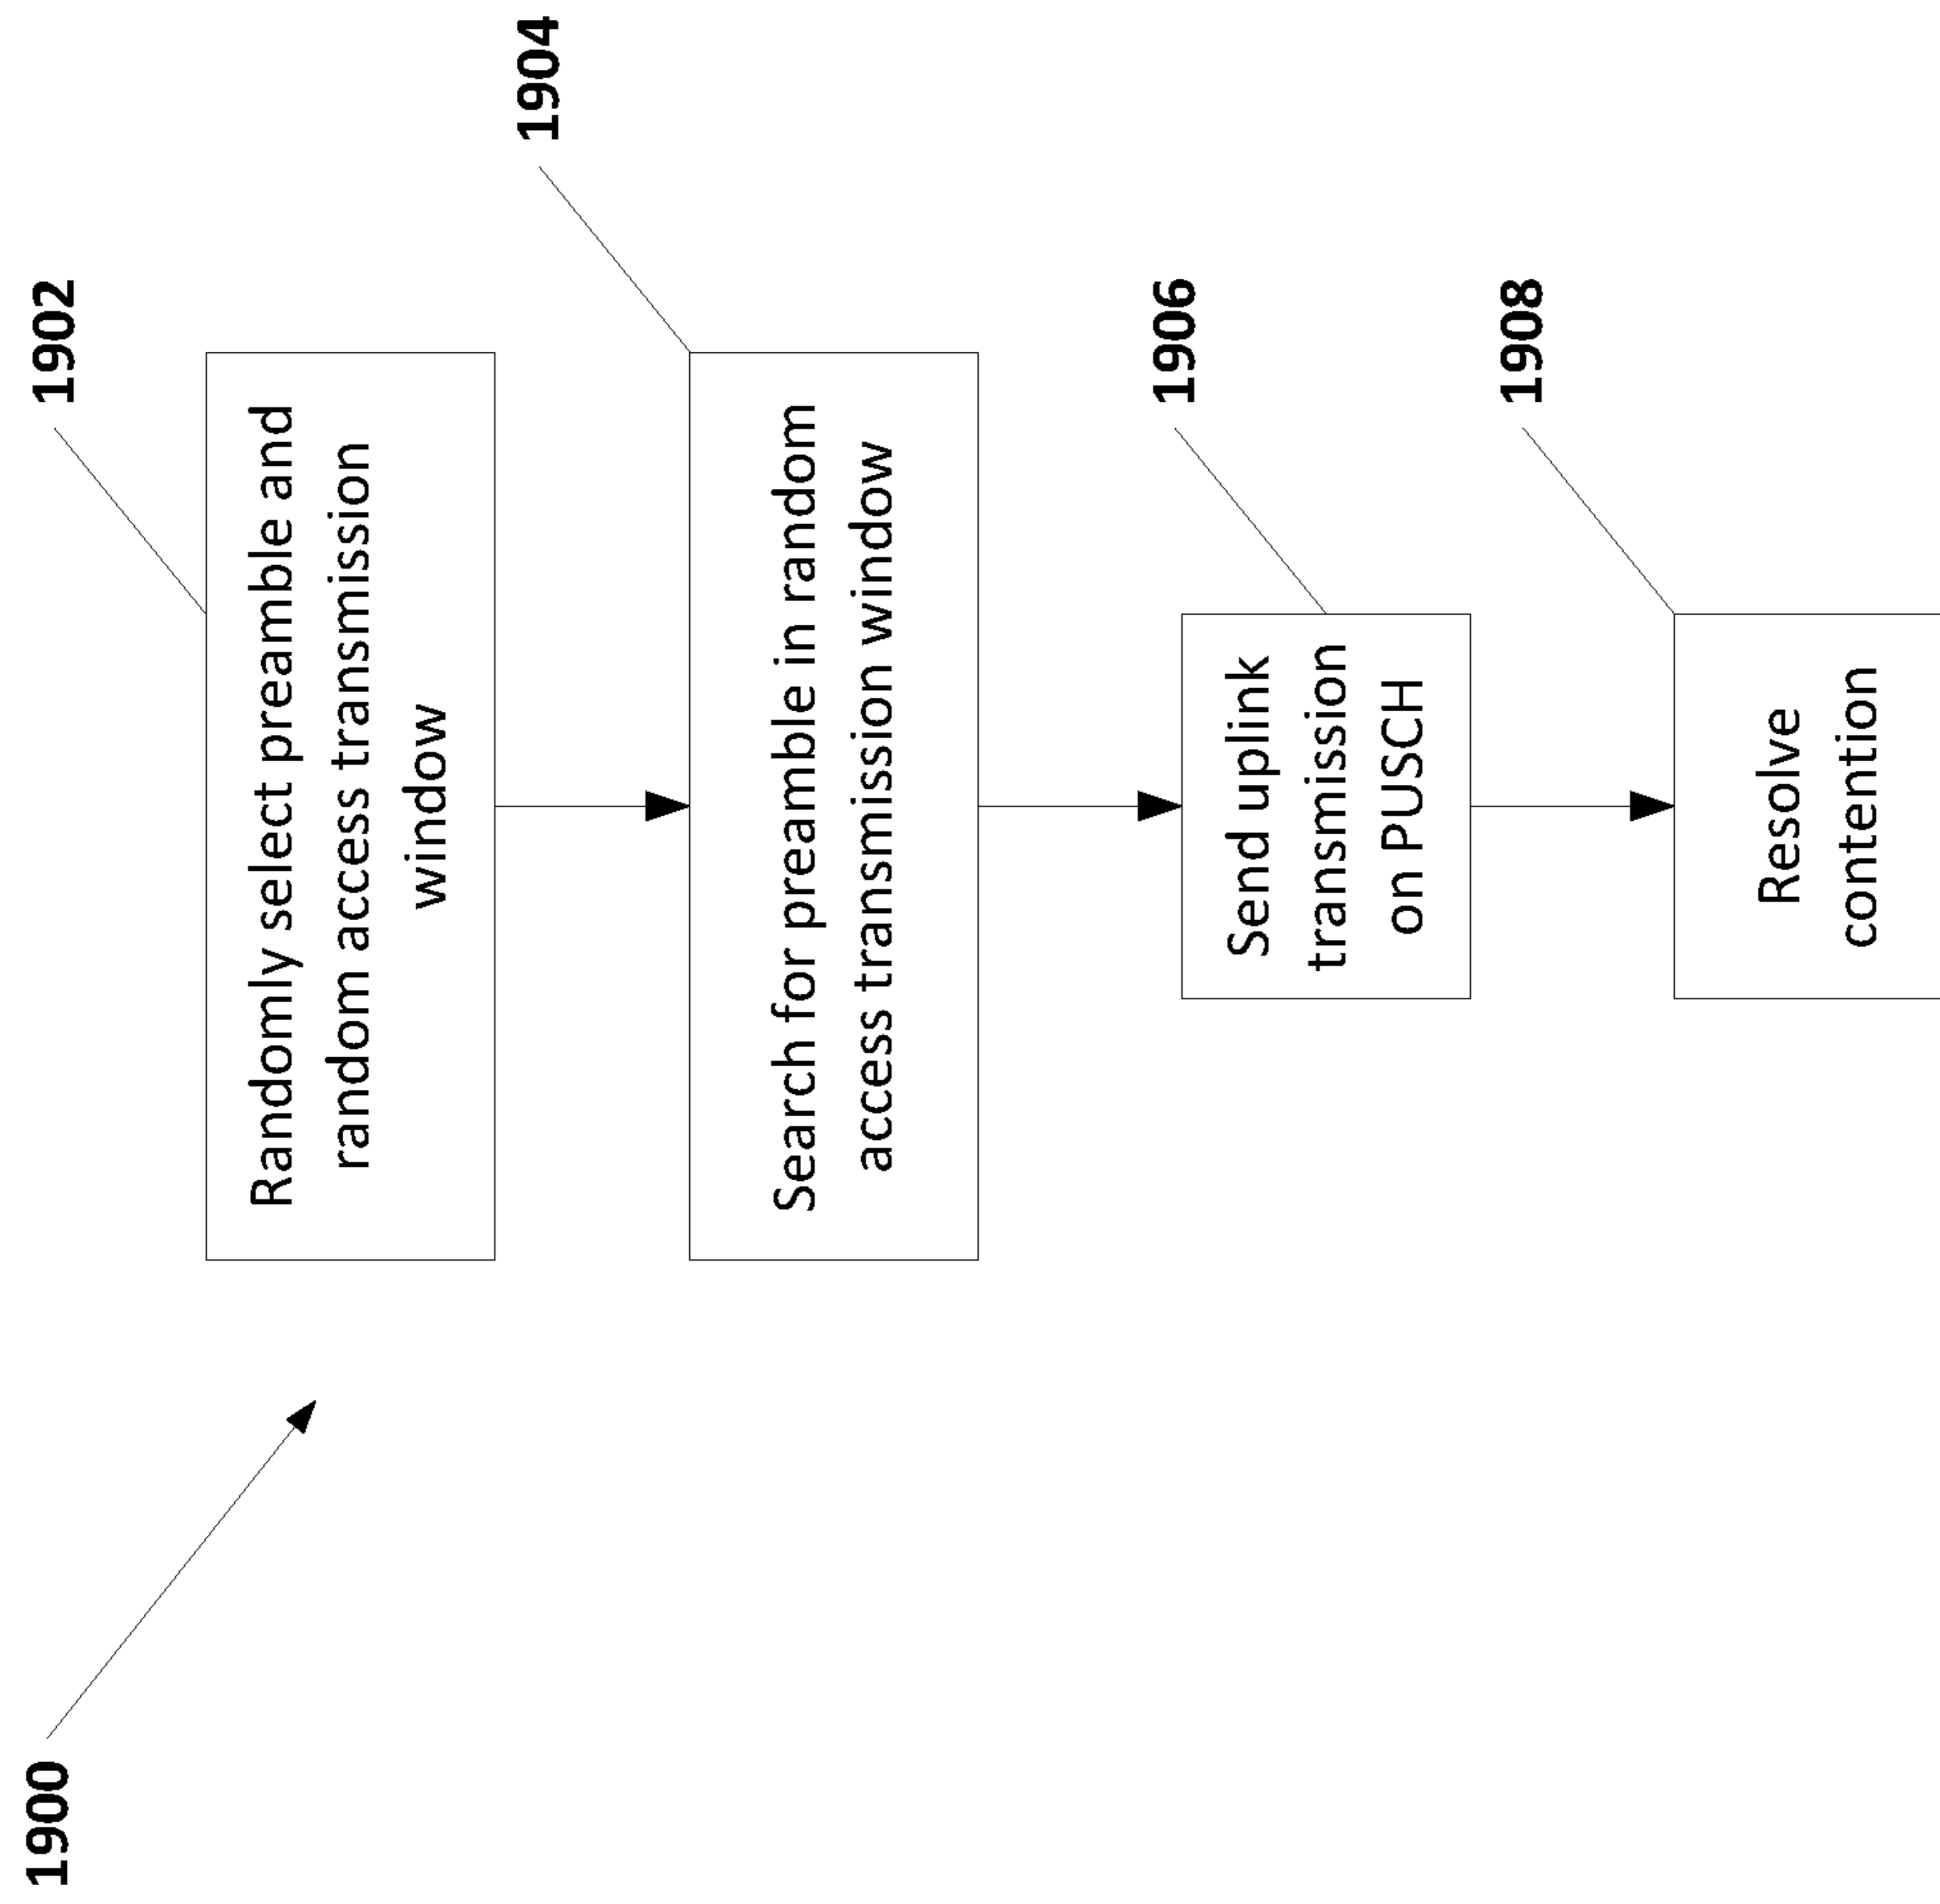 1900
1902
Randomly select preamble and
random access transmission
window
1904
Search for preamble in random
access transmission window
1906
Send uplink
transmission
on PUSCH
1908
Resolve
contention